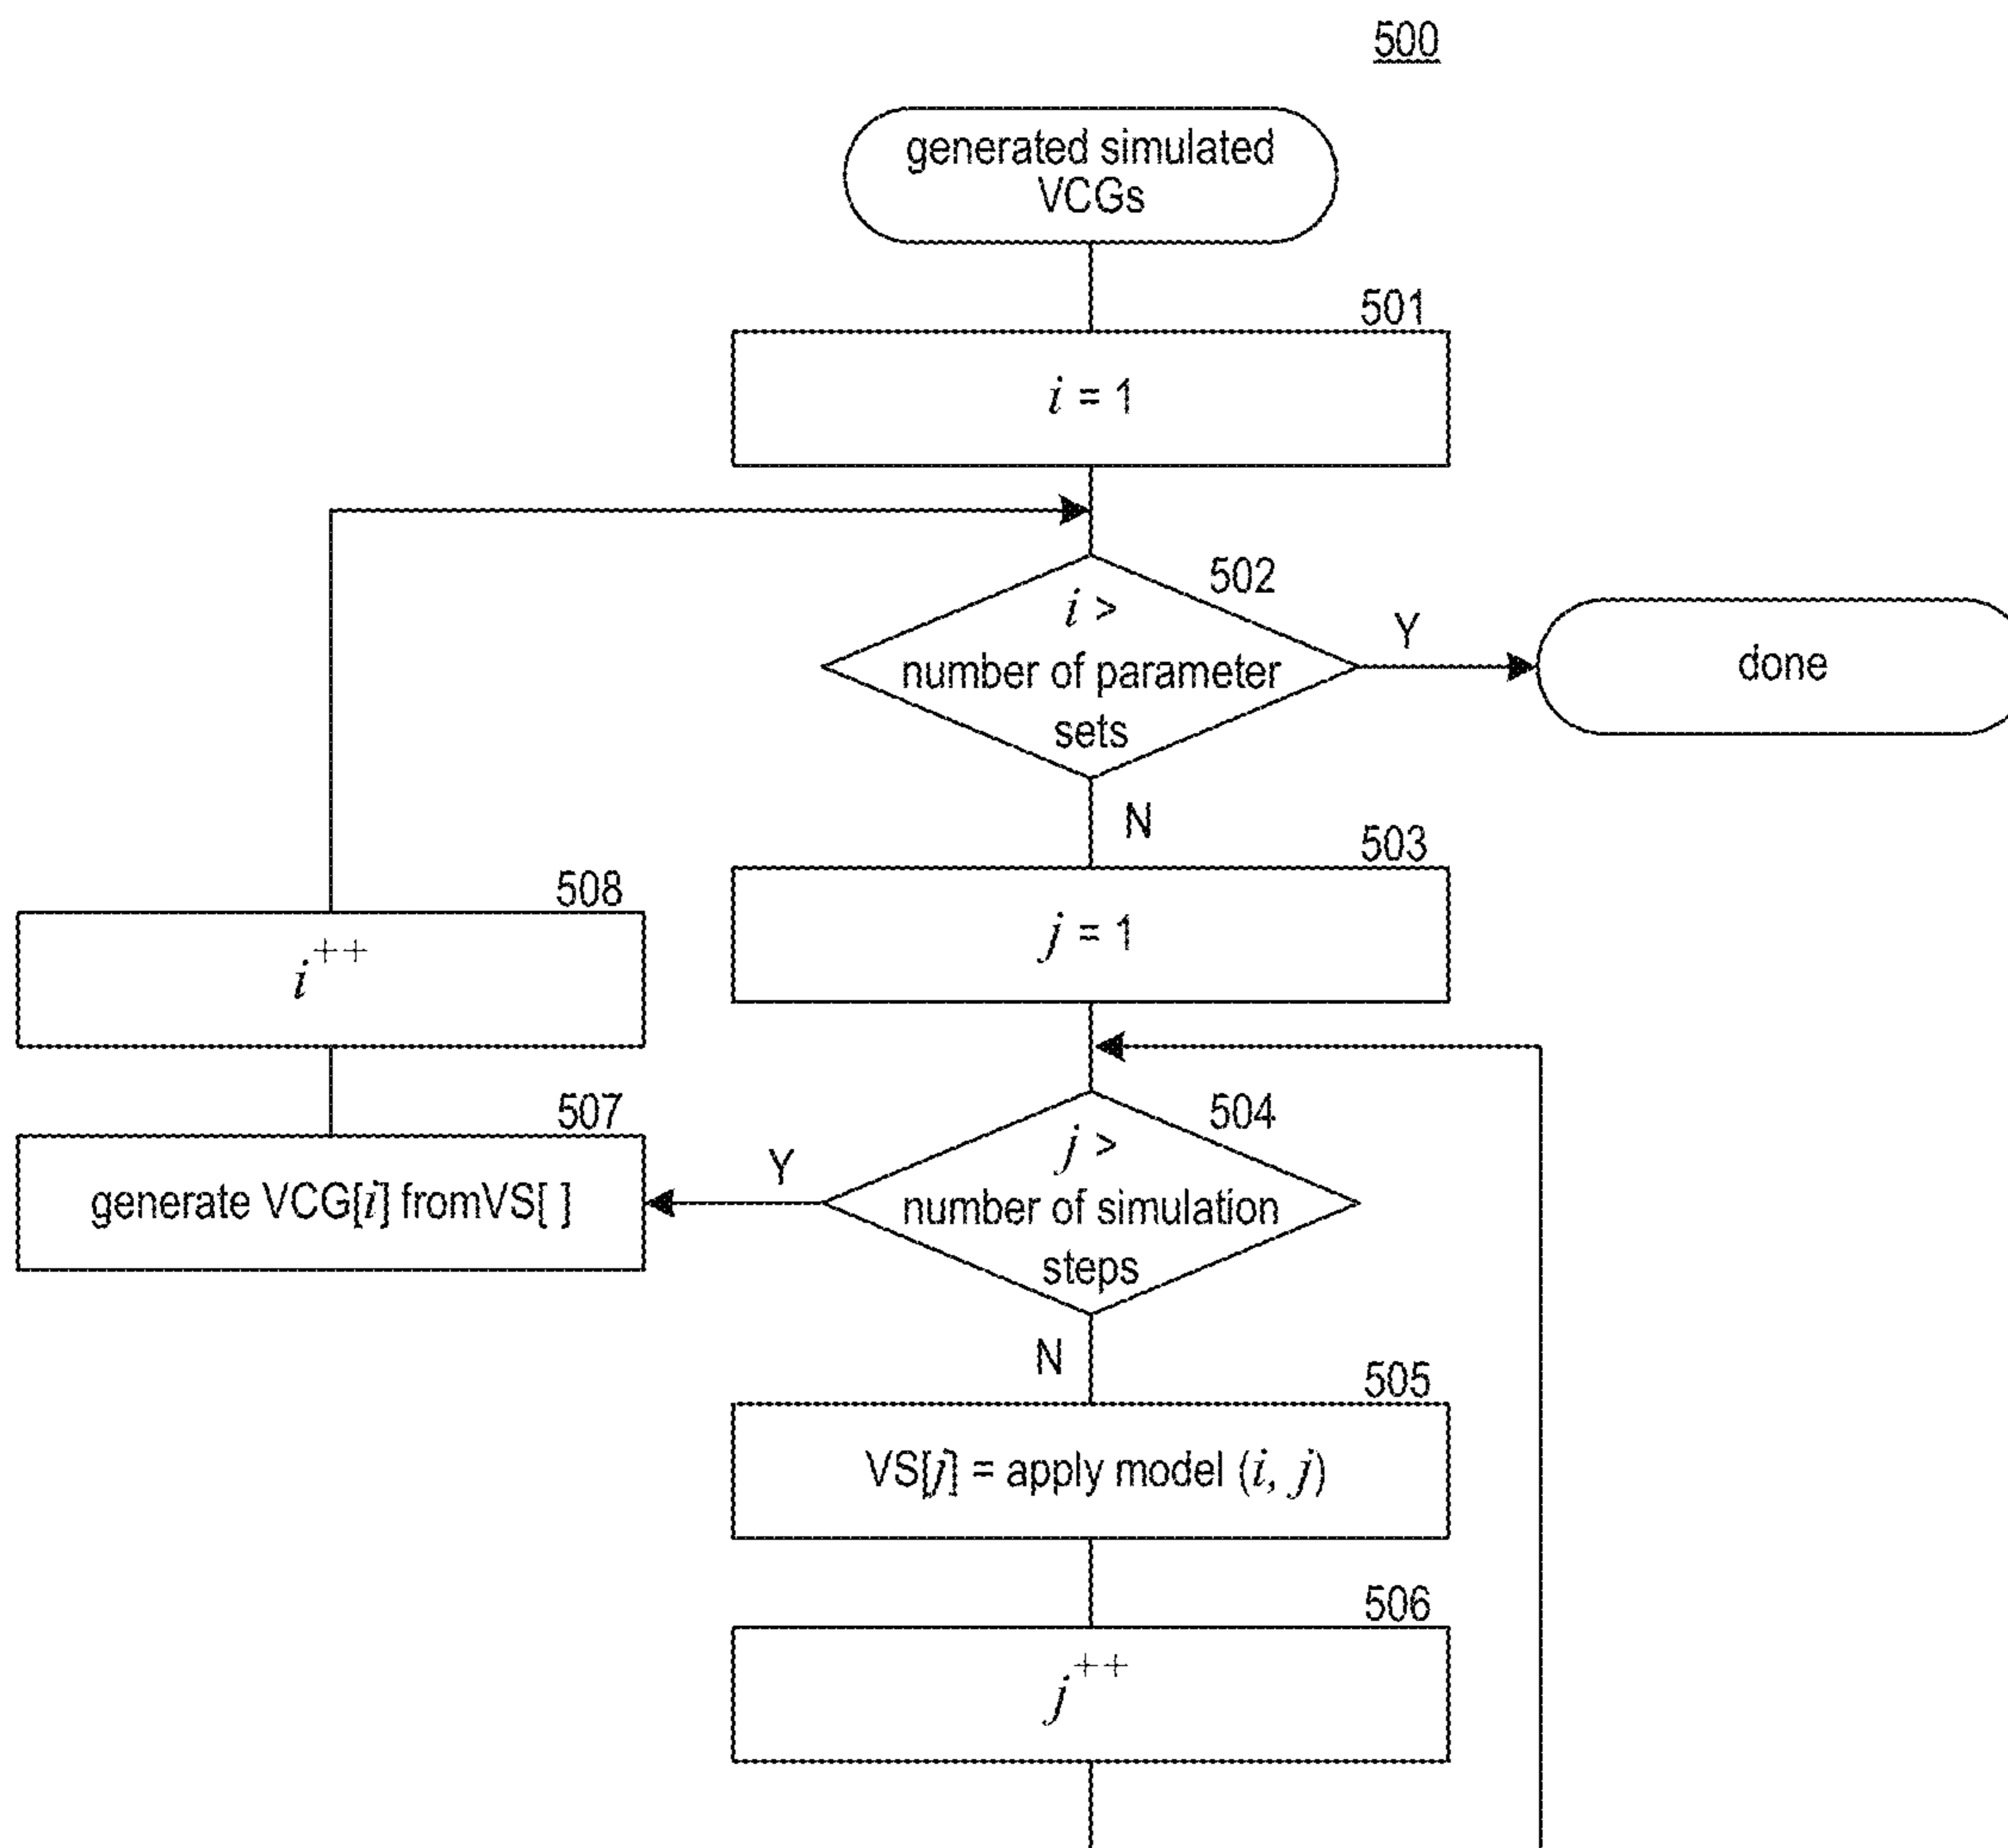 500
generated simulated
VCGs
501
i = 1
502
i >
number of parameter
sets
Y
done
N
503
j = 1
508
i++
507
generate VCG[i] fromVS[ ]
Y
504
j >
number of simulation
steps
N
505
VS[j] = apply model (i, j)
506
j++